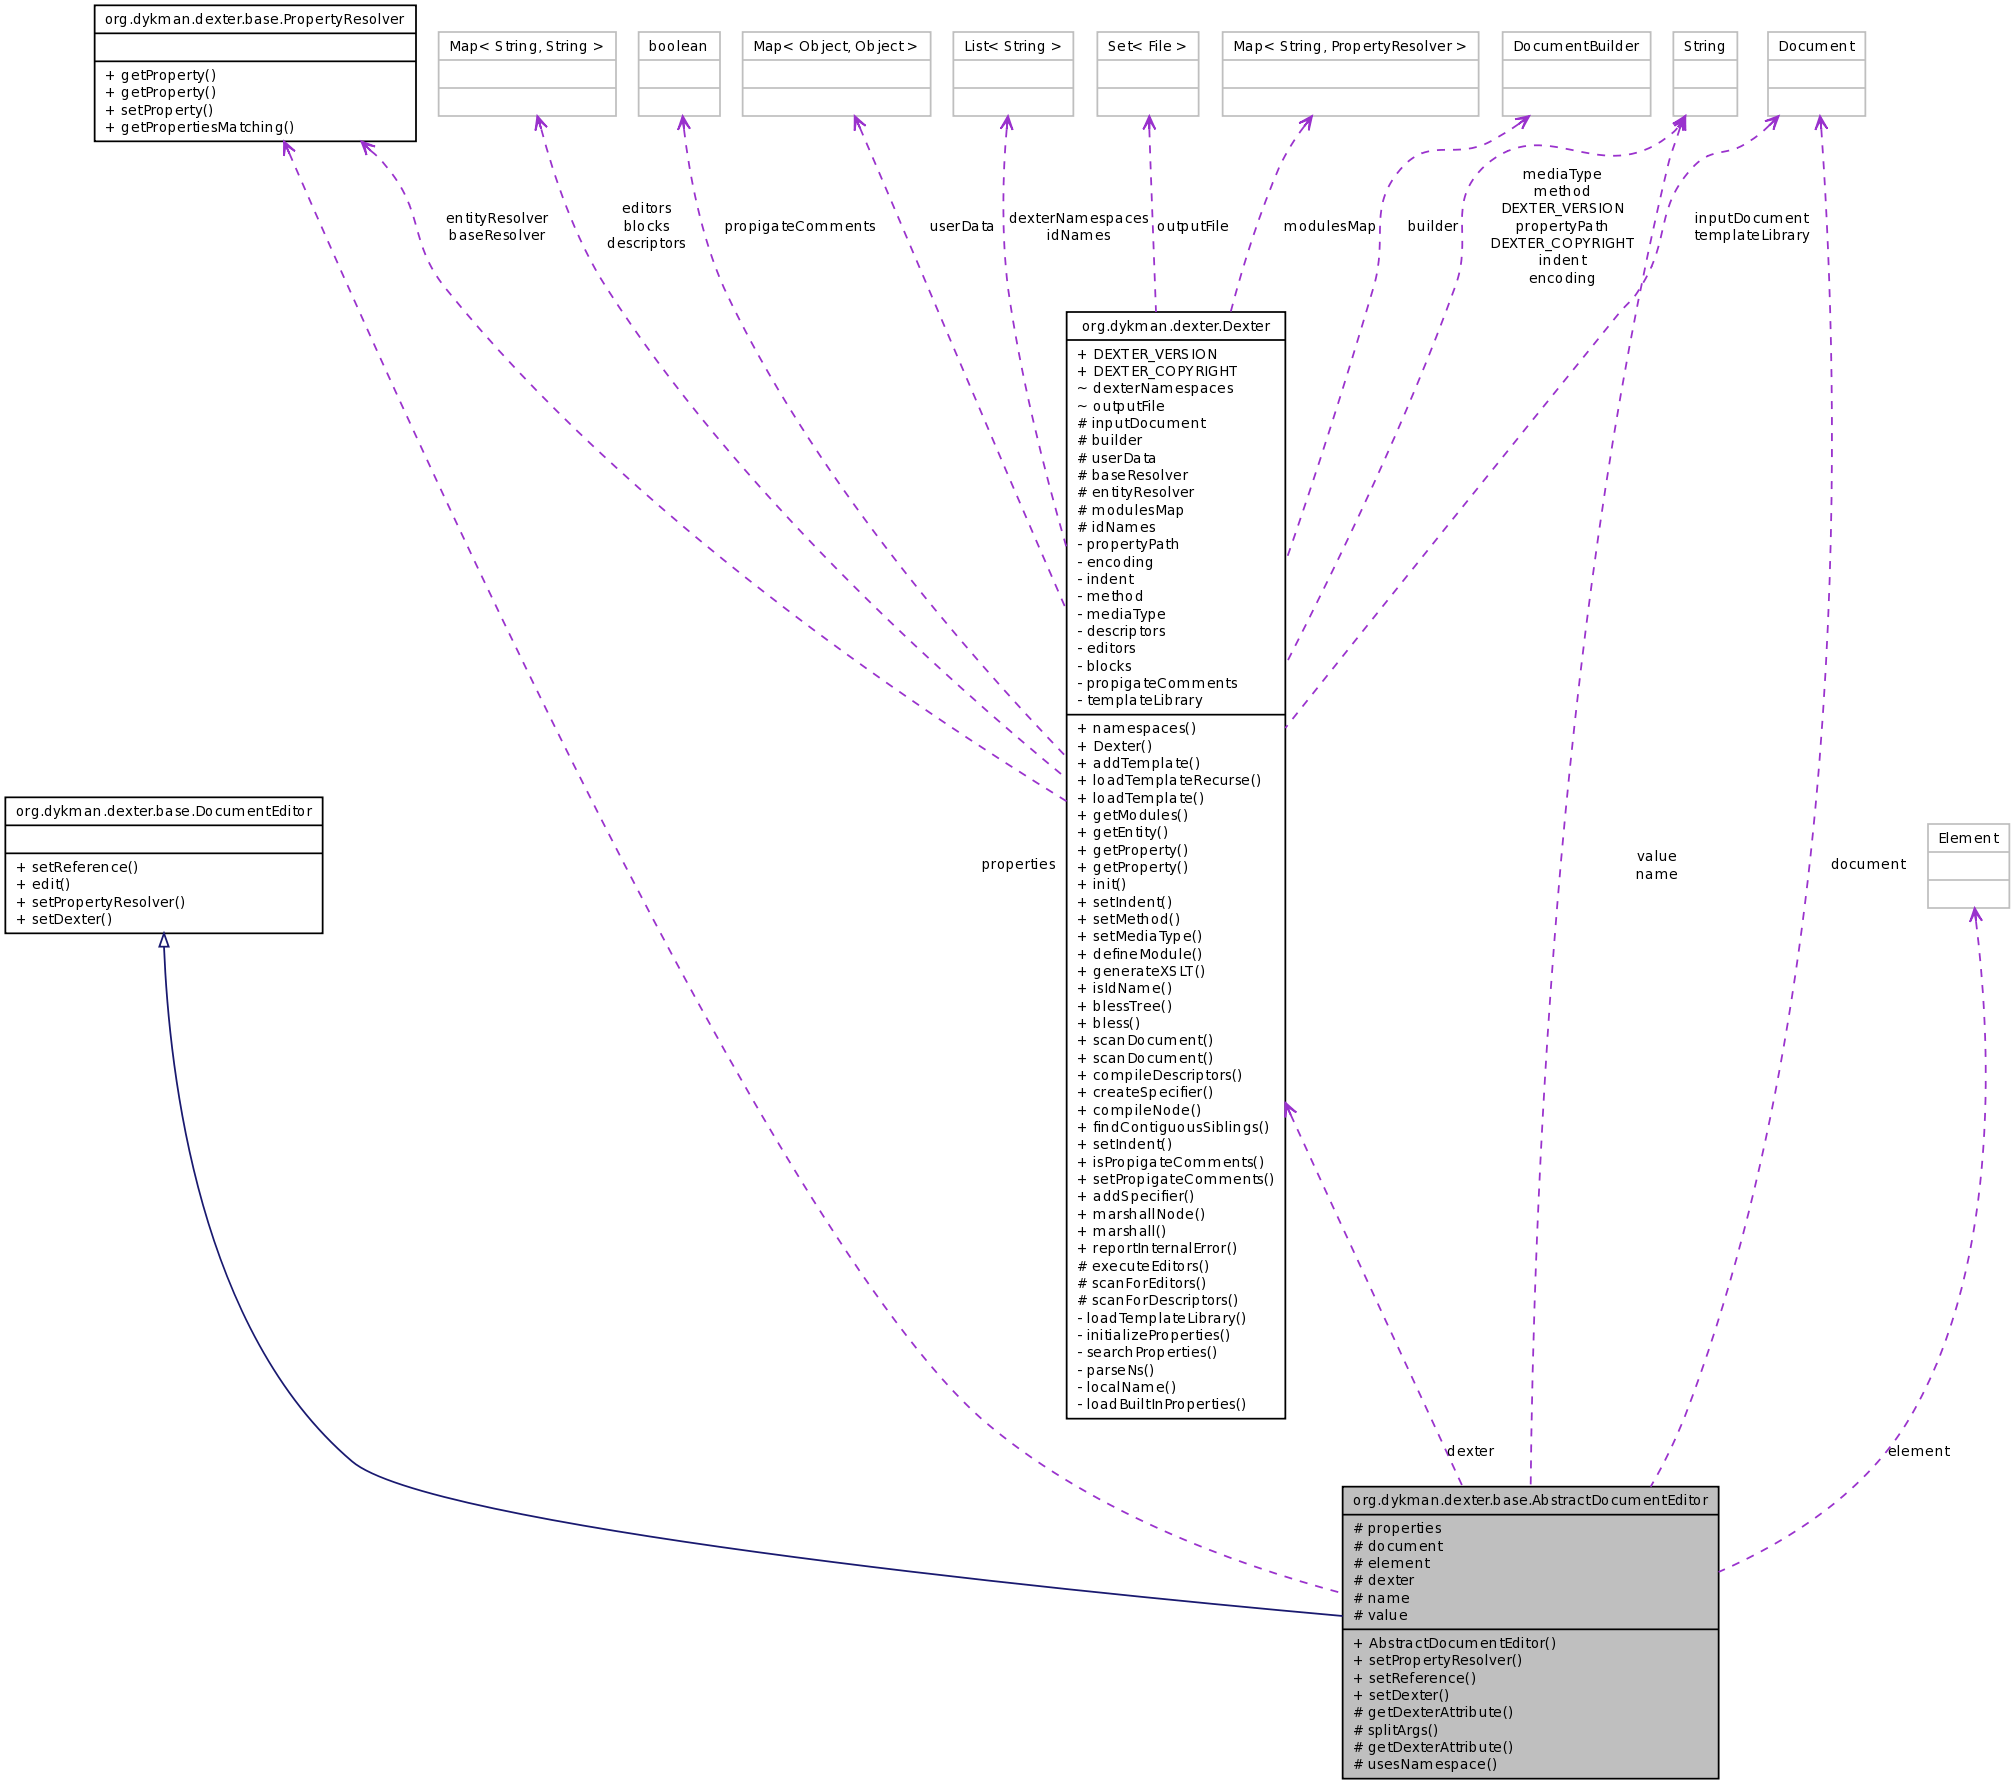 org.dykman.dexter.base.PropertyResolver
+ getProperty()
+ getProperty()
+ setProperty()
+ getPropertiesMatching()
Map< String, String >
boolean
Map< Object, Object >
List< String >
Set< File >
Map< String, PropertyResolver >
DocumentBuilder
String
Document
entityResolver
baseResolver
editors
blocks
descriptors
propigateComments
userData
dexterNamespaces
idNames
outputFile
modulesMap
builder
mediaType
method
DEXTER_VERSION
propertyPath
DEXTER_COPYRIGHT
indent
encoding
inputDocument
templateLibrary
org.dykman.dexter.Dexter
+ DEXTER_VERSION
+ DEXTER_COPYRIGHT
~ dexterNamespaces
~ outputFile
# inputDocument
# builder
# userData
# baseResolver
# entityResolver
# modulesMap
# idNames
- propertyPath
- encoding
- indent
- method
- mediaType
- descriptors
- editors
- blocks
- propigateComments
- templateLibrary
+ namespaces()
+ Dexter()
+ addTemplate()
+ loadTemplateRecurse()
+ loadTemplate()
+ getModules()
+ getEntity()
+ getProperty()
+ getProperty()
+ init()
+ setIndent()
+ setMethod()
+ setMediaType()
+ defineModule()
+ generateXSLT()
+ isIdName()
+ blessTree()
+ bless()
+ scanDocument()
+ scanDocument()
+ compileDescriptors()
+ createSpecifier()
+ compileNode()
+ findContiguousSiblings()
+ setIndent()
+ isPropigateComments()
+ setPropigateComments()
+ addSpecifier()
+ marshallNode()
+ marshall()
+ reportInternalError()
# executeEditors()
# scanForEditors()
# scanForDescriptors()
- loadTemplateLibrary()
- initializeProperties()
- searchProperties()
- parseNs()
- localName()
- loadBuiltInProperties()
org.dykman.dexter.base.DocumentEditor
+ setReference()
+ edit()
+ setPropertyResolver()
+ setDexter()
properties
value
name
document
Element
dexter
element
org.dykman.dexter.base.AbstractDocumentEditor
# properties
# document
# element
# dexter
# name
# value
+ AbstractDocumentEditor()
+ setPropertyResolver()
+ setReference()
+ setDexter()
# getDexterAttribute()
# splitArgs()
# getDexterAttribute()
# usesNamespace()